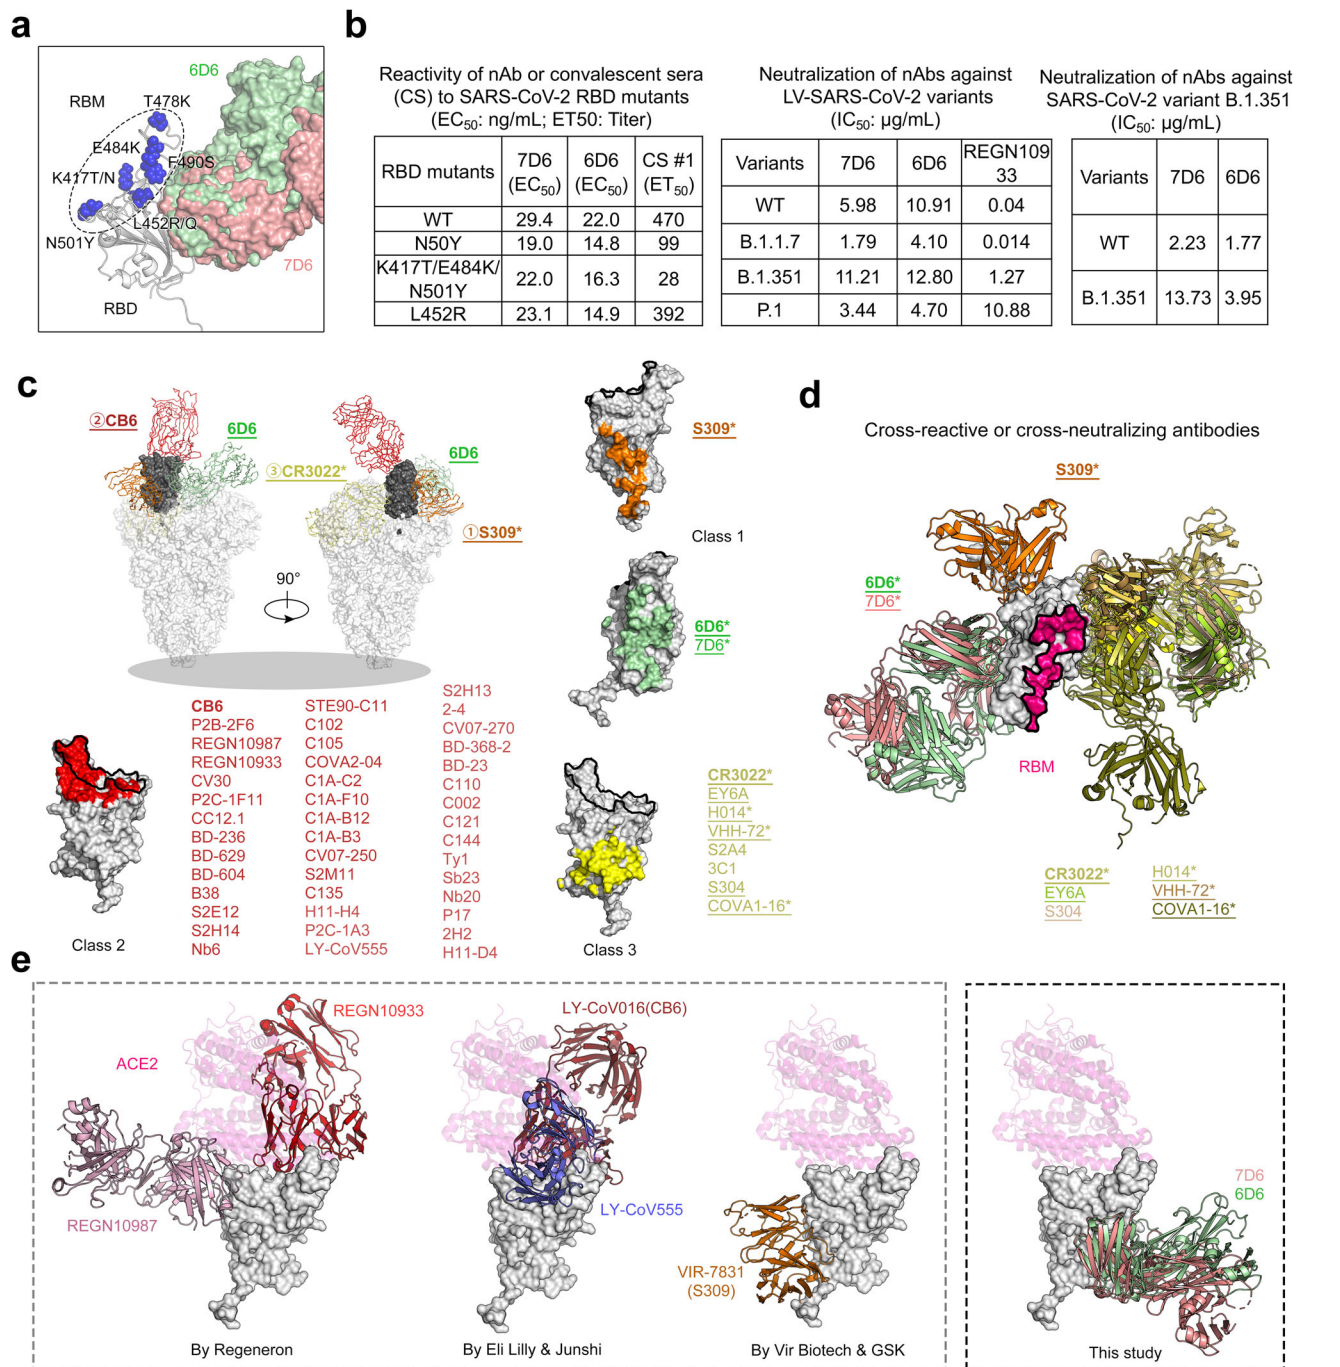 a
6D6
RBM
T478K
E484K
F490S
K417T/N
L452R/Q
N501Y
7D6
RBD
b
Reactivity of nAb or convalescent sera
(CS) to SARS-CoV-2 RBD mutants
(EC50: ng/mL; ET50: Titer)
RBD mutants 7D6 (EC50) 6D6 (EC50) CS #1 (ET50)
WT 29.4 22.0 470
N50Y 19.0 14.8 99
K417T/E484K/N501Y 22.0 16.3 28
L452R 23.1 14.9 392
Neutralization of nAbs against
LV-SARS-CoV-2 variants
(IC50: µg/mL)
Variants 7D6 6D6 REGN10933
WT 5.98 10.91 0.04
B.1.1.7 1.79 4.10 0.014
B.1.351 11.21 12.80 1.27
P.1 3.44 4.70 10.88
Neutralization of nAbs against
SARS-CoV-2 variant B.1.351
(IC50: µg/mL)
Variants 7D6 6D6
WT 2.23 1.77
B.1.351 13.73 3.95
c
②CB6
6D6
③CR3022*
6D6
①S309*
90°
S309*
Class 1
6D6*
7D6*
CB6
P2B-2F6
REGN10987
REGN10933
CV30
P2C-1F11
CC12.1
BD-236
BD-629
BD-604
B38
S2E12
S2H14
Nb6
STE90-C11
C102
C105
COVA2-04
C1A-C2
C1A-F10
C1A-B12
C1A-B3
CV07-250
S2M11
C135
H11-H4
P2C-1A3
LY-CoV555
S2H13
2-4
CV07-270
BD-368-2
BD-23
C110
C002
C121
C144
Ty1
Sb23
Nb20
P17
2H2
H11-D4
Class 2
CR3022*
EY6A
H014*
VHH-72*
S2A4
3C1
S304
COVA1-16*
Class 3
d
Cross-reactive or cross-neutralizing antibodies
S309*
6D6*
7D6*
RBM
CR3022*
EY6A
S304
H014*
VHH-72*
COVA1-16*
e
REGN10933
ACE2
REGN10987
By Regeneron
LY-CoV016(CB6)
LY-CoV555
By Eli Lilly & Junshi
VIR-7831
(S309)
By Vir Biotech & GSK
7D6
6D6
This study